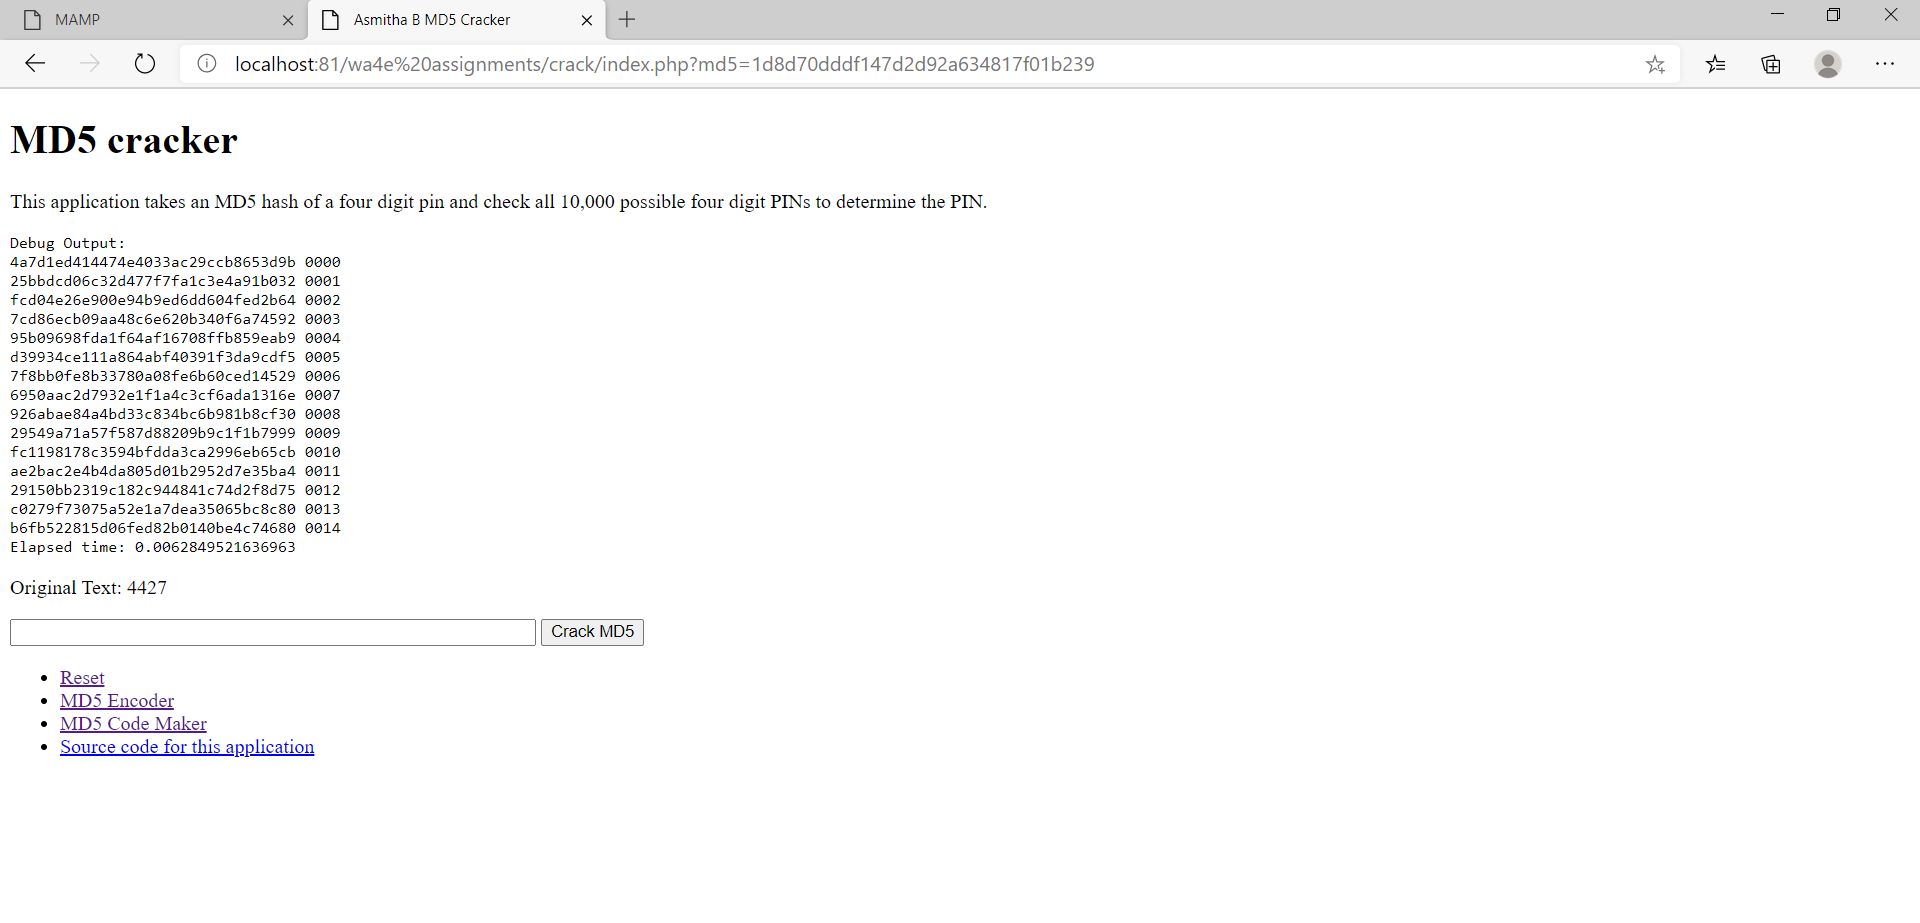 MAMP
Asmitha B MD5 Cracker
localhost:81/wa4e%20assignments/crack/index.php?md5=1d8d70dddf147d2d92a634817f01b239
MD5 cracker
This application takes an MD5 hash of a four digit pin and check all 10,000 possible four digit PINs to determine the PIN.
Debug Output:
4a7d1ed414474e4033ac29ccb8653d9b 0000
25bbdcd06c32d477f7fa1c3e4a91b032 0001
fcd04e26e900e94b9ed6dd604fed2b64 0002
7cd86ecb09aa48c6e620b340f6a74592 0003
95b09698fda1f64af16708ffb859eab9 0004
d39934ce111a864abf40391f3da9cdf5 0005
7f8bb0fe8b33780a08fe6b60ced14529 0006
6950aac2d7932e1f1a4c3cf6ada1316e 0007
926abae84a4bd33c834bc6b981b8cf30 0008
29549a71a57f587d88209b9c1f1b7999 0009
fc1198178c3594bfdda3ca2996eb65cb 0010
ae2bac2e4b4da805d01b2952d7e35ba4 0011
29150bb2319c182c944841c74d2f8d75 0012
c0279f73075a52e1a7dea35065bc8c80 0013
b6fb522815d06fed82b0140be4c74680 0014
Elapsed time: 0.0062849521636963
Original Text: 4427
Crack MD5
Reset
MD5 Encoder
MD5 Code Maker
Source code for this application